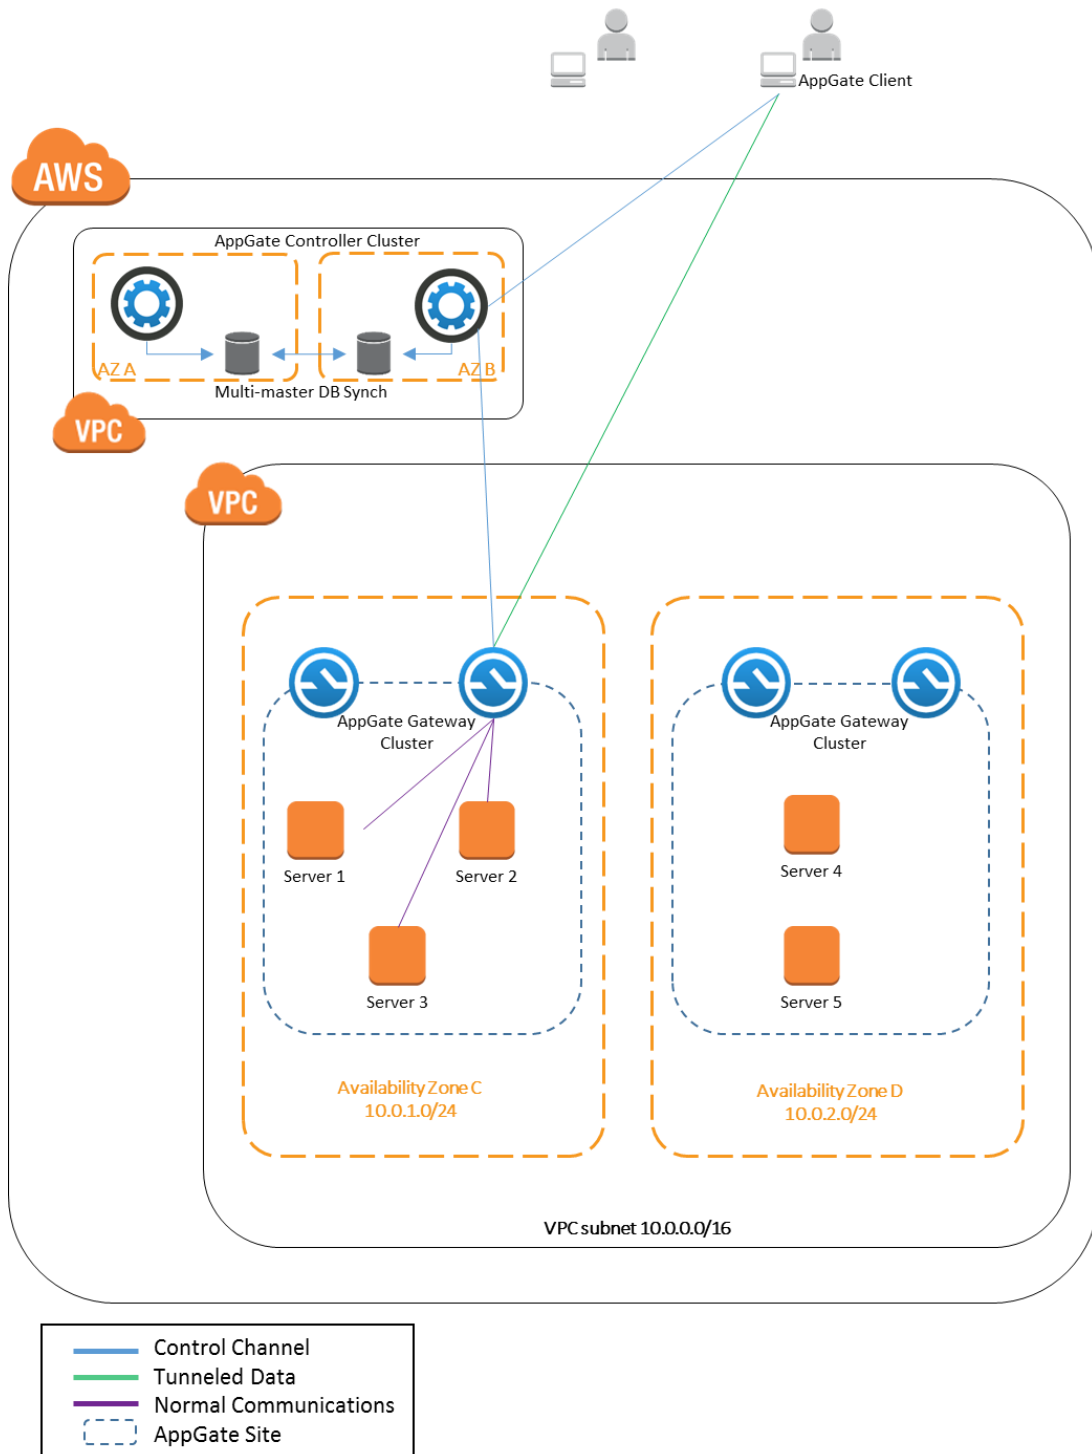 AppGate Client
AWS
AppGate Controller Cluster
AZ A
AZ B
Multi-master DB Synch
VPC
VPC
AppGate Gateway
Cluster
AppGate Gateway
Cluster
Server 1
Server 2
Server 4
Server 3
Server 5
Availability Zone C
10.0.1.0/24
Availability Zone D
10.0.2.0/24
VPC subnet 10.0.0.0/16
Control Channel
Tunneled Data
Normal Communications
AppGate Site